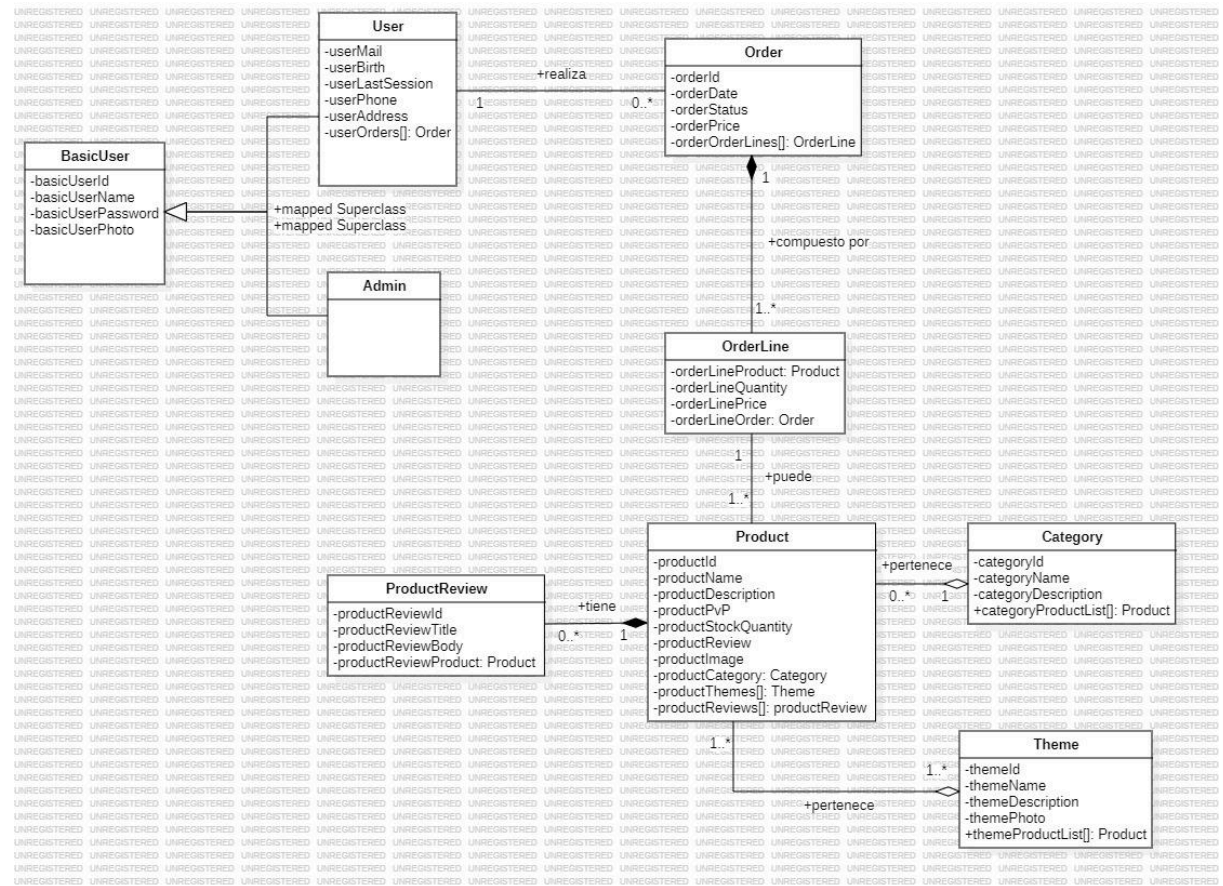 User
-userMail
-userBirth
-userLastSession
-userPhone
-userAddress
-userOrders[]: Order
+realiza
1
0..*
Order
-orderId
-orderDate
-orderStatus
-orderPrice
-orderOrderLines[]: OrderLine
BasicUser
-basicUserId
-basicUserName
-basicUserPassword
-basicUserPhoto
+mapped Superclass
+mapped Superclass
Admin
1
+compuesto por
1..*
OrderLine
-orderLineProduct: Product
-orderLineQuantity
-orderLinePrice
-orderLineOrder: Order
1
+puede
1..*
Product
-productId
-productName
-productDescription
-productPvP
-productStockQuantity
-productReview
-productImage
-productCategory: Category
-productThemes[]: Theme
-productReviews[]: productReview
+pertenece
0..*
1
Category
-categoryId
-categoryName
-categoryDescription
+categoryProductList[]: Product
ProductReview
-productReviewId
-productReviewTitle
-productReviewBody
-productReviewProduct: Product
+tiene
0..*
1
1..*
+pertenece
1..*
Theme
-themeId
-themeName
-themeDescription
-themePhoto
+themeProductList[]: Product
UNREGISTERED